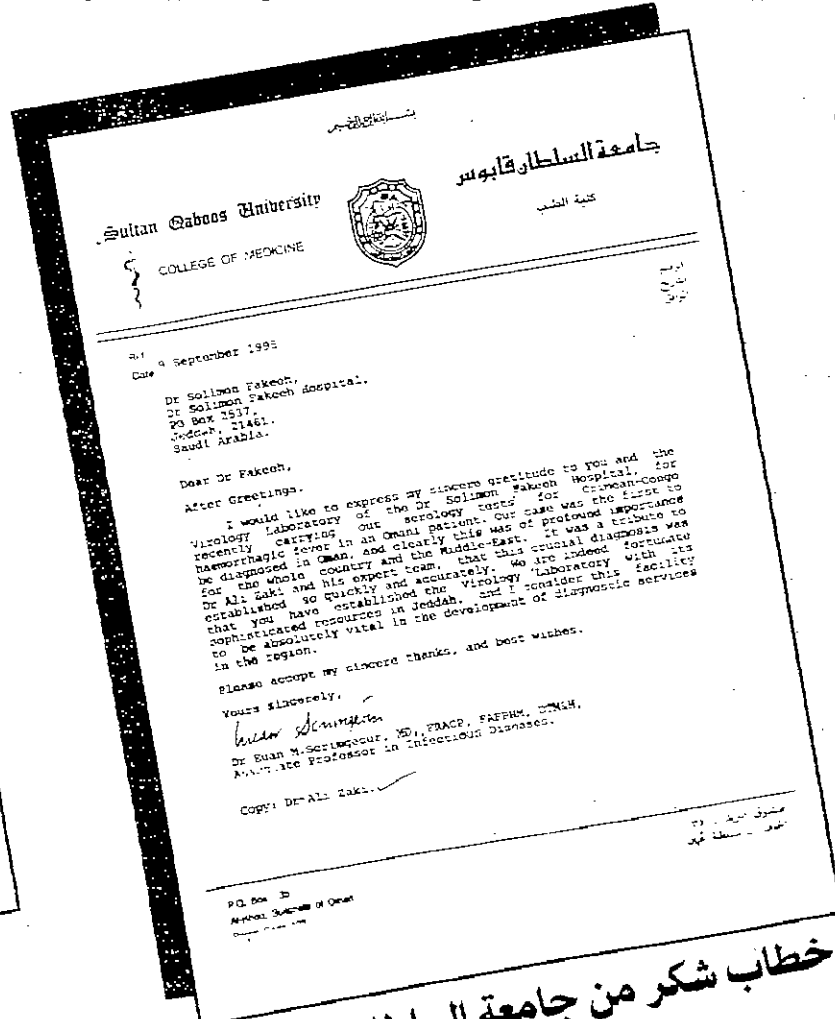 جامعة السلطان قابوس
كلية الطب
Sultan Qaboos University
COLLEGE OF MEDICINE
Date 9 September 1995
Dr Soliman Fakeeh,
Dr Soliman Fakeeh Hospital,
PO Box 2537,
Jeddah, 21461.
Saudi Arabia.
Dear Dr Fakeeh,
After Greetings.
I would like to express my sincere gratitude to you and the
Virology Laboratory of the Dr Soliman Fakeeh Hospital, for
recently carrying out serology tests for Crimean-Congo
haemorrhagic fever in an Omani patient. Our case was the first to
be diagnosed in Oman, and clearly this was of profound importance
for the whole country and the Middle-East. It was a tribute to
Dr Ali Zaki and his expert team, that this crucial diagnosis was
established so quickly and accurately. We are indeed fortunate
that you have established the Virology Laboratory with its
sophisticated resources in Jeddah, and I consider this facility
to be absolutely vital in the development of diagnostic services
in the region.
Please accept my sincere thanks, and best wishes.
Yours sincerely,
Dr Euan M.Scrimgeour, MD., FRACP, FAFPHM, DTM&H,
Associate Professor in Infectious Diseases.
Copy: Dr Ali Zaki.
P.O. Box 35
Sultanate of Oman
خطاب شكر من جامعة